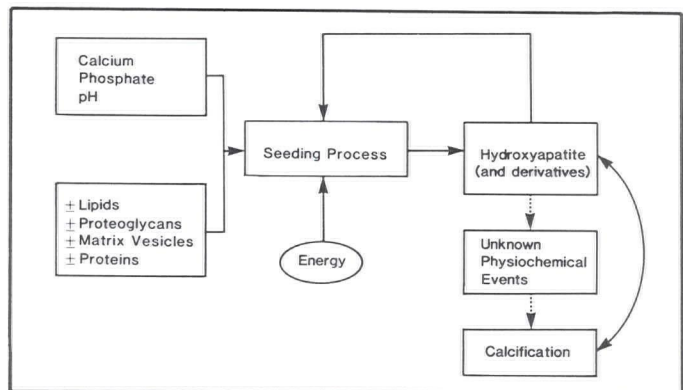 Calcium
Phosphate
pH
± Lipids
± Proteoglycans
± Matrix Vesicles
± Proteins
Seeding Process
Energy
Hydroxyapatite
(and derivatives)
Unknown
Physiochemical
Events
Calcification